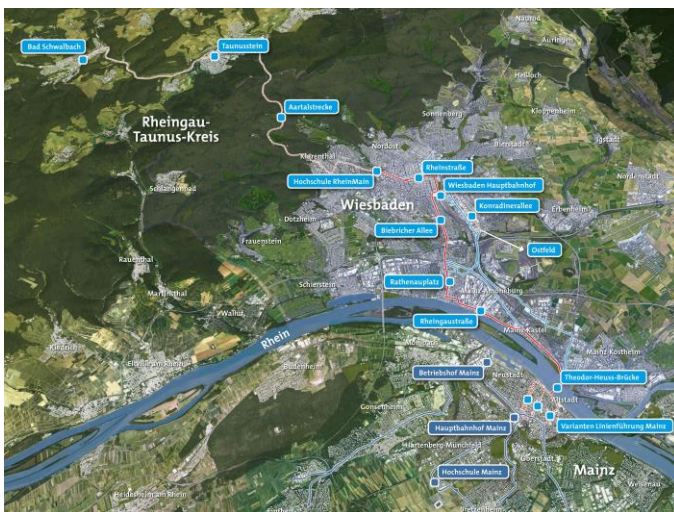 Naurod
Auringen
Bad Schwalbach
Taunusstein
Heßloch
Aartalstrecke
Kloppenheim
Rheingau-
Taunus-Kreis
Sonnenberg
Igstadt
Nordost
Bierstadt
Klarenthal
Hochschule RheinMain
Rheinstraße
Nordenstadt
Schlangenbad
Wiesbaden Hauptbahnhof
Wiesbaden
Konradinerallee
Erbenheim
Dotzheim
Biebricher Allee
Frauenstein
Ostfeld
Rauenthal
Schierstein
Rathenauplatz
Martinsthal
Walluf
Rheingaustraße
Mainz-Kastel
Rhein
Kiedrich
Mombach
Mainz-Kostheim
Eltville am Rhein
Budenheim
Betriebshof Mainz
Neustadt
Theodor-Heuss-Brücke
Gonsenheim
Altstadt
Hauptbahnhof Mainz
Varianten Linienführung Mainz
Hartenberg-Münchfeld
Oberstadt
Hochschule Mainz
Mainz
Weisenau
Heidesheim am Rhein
Bretzenheim